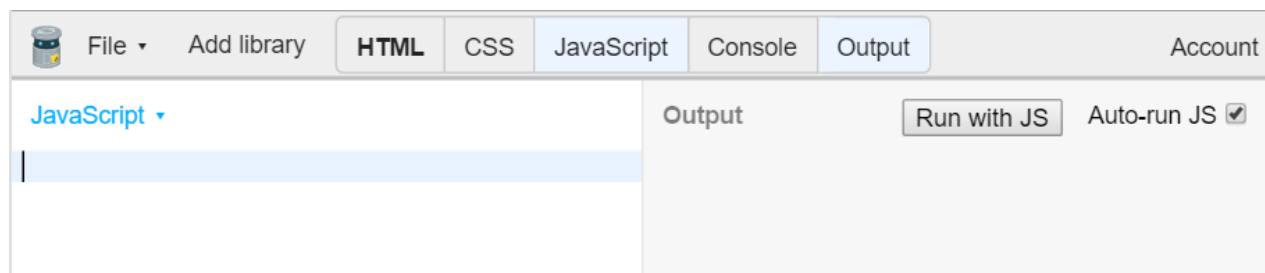 File Add library HTML CSS JavaScript Console Output Account
JavaScript Output Run with JS Auto-run JS